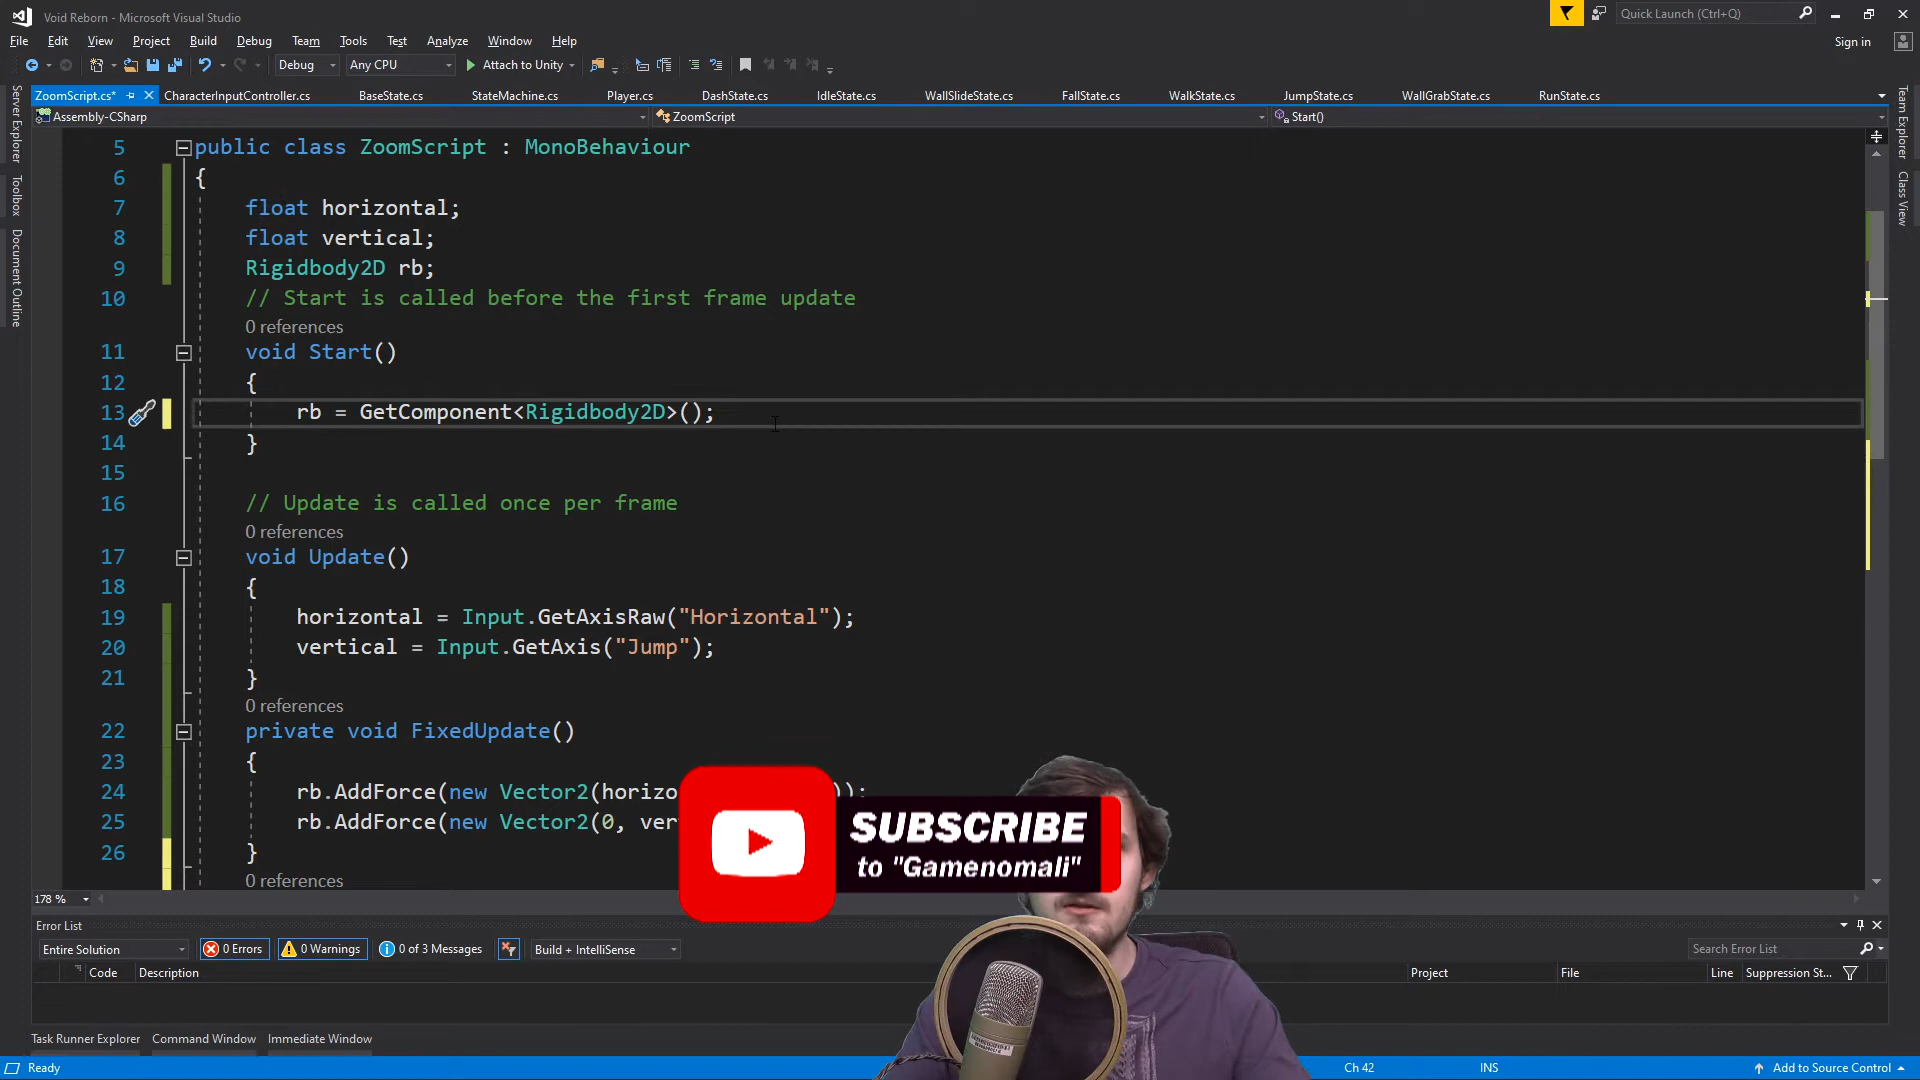 Void Reborn - Microsoft Visual Studio
Quick Launch (Ctrl+Q)
File Edit View Project Build Debug Team Tools Test Analyze Window Help
Sign in
Debug Any CPU Attach to Unity
ZoomScript.cs* CharacterInputController.cs BaseState.cs StateMachine.cs Player.cs DashState.cs IdleState.cs WallSlideState.cs FallState.cs WalkState.cs JumpState.cs WallGrabState.cs RunState.cs
Assembly-CSharp ZoomScript Start()
Server Explorer
Toolbox
Document Outline
Team Explorer
Class View
5 public class ZoomScript : MonoBehaviour
6 {
7 float horizontal;
8 float vertical;
9 Rigidbody2D rb;
10 // Start is called before the first frame update
0 references
11 void Start()
12 {
13 rb = GetComponent<Rigidbody2D>();
14 }
15
16 // Update is called once per frame
0 references
17 void Update()
18 {
19 horizontal = Input.GetAxisRaw("Horizontal");
20 vertical = Input.GetAxis("Jump");
21 }
0 references
22 private void FixedUpdate()
23 {
24 rb.AddForce(new Vector2(horizo ));
25 rb.AddForce(new Vector2(0, ver
26 }
0 references
SUBSCRIBE
to "Gamenomali"
178 %
Error List
Entire Solution 0 Errors 0 Warnings 0 of 3 Messages Build + IntelliSense Search Error List
Code Description Project File Line Suppression St...
Task Runner Explorer Command Window Immediate Window
Ready Ch 42 INS Add to Source Control